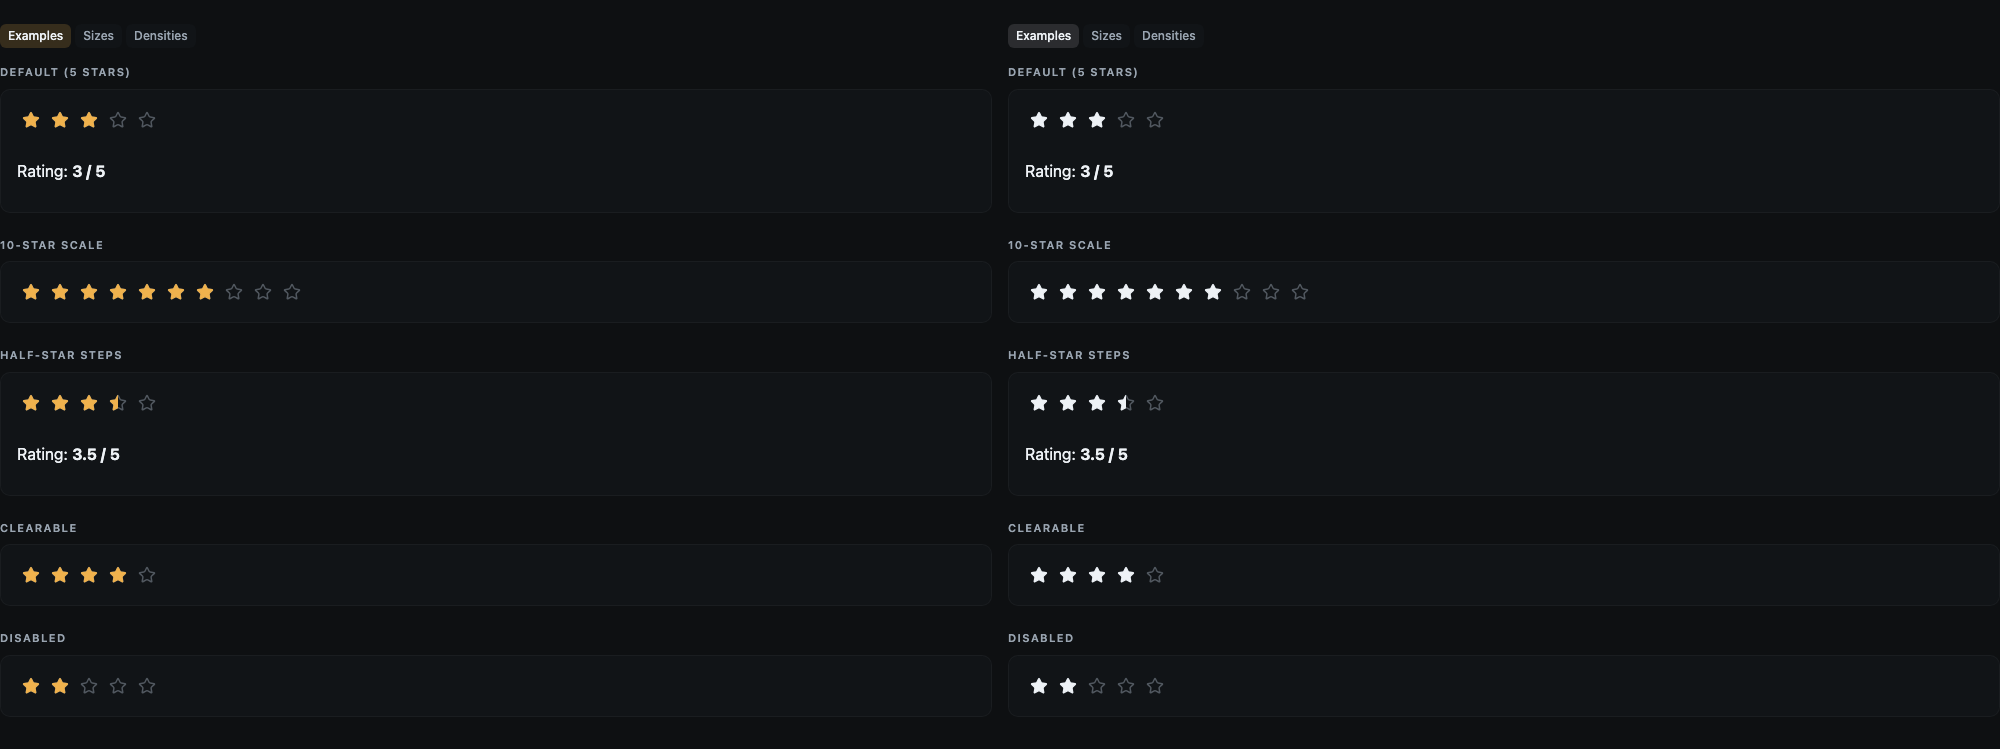 Examples Sizes Densities
DEFAULT (5 STARS)
Rating: 3 / 5
10-STAR SCALE
HALF-STAR STEPS
Rating: 3.5 / 5
CLEARABLE
DISABLED
Examples Sizes Densities
DEFAULT (5 STARS)
Rating: 3 / 5
10-STAR SCALE
HALF-STAR STEPS
Rating: 3.5 / 5
CLEARABLE
DISABLED